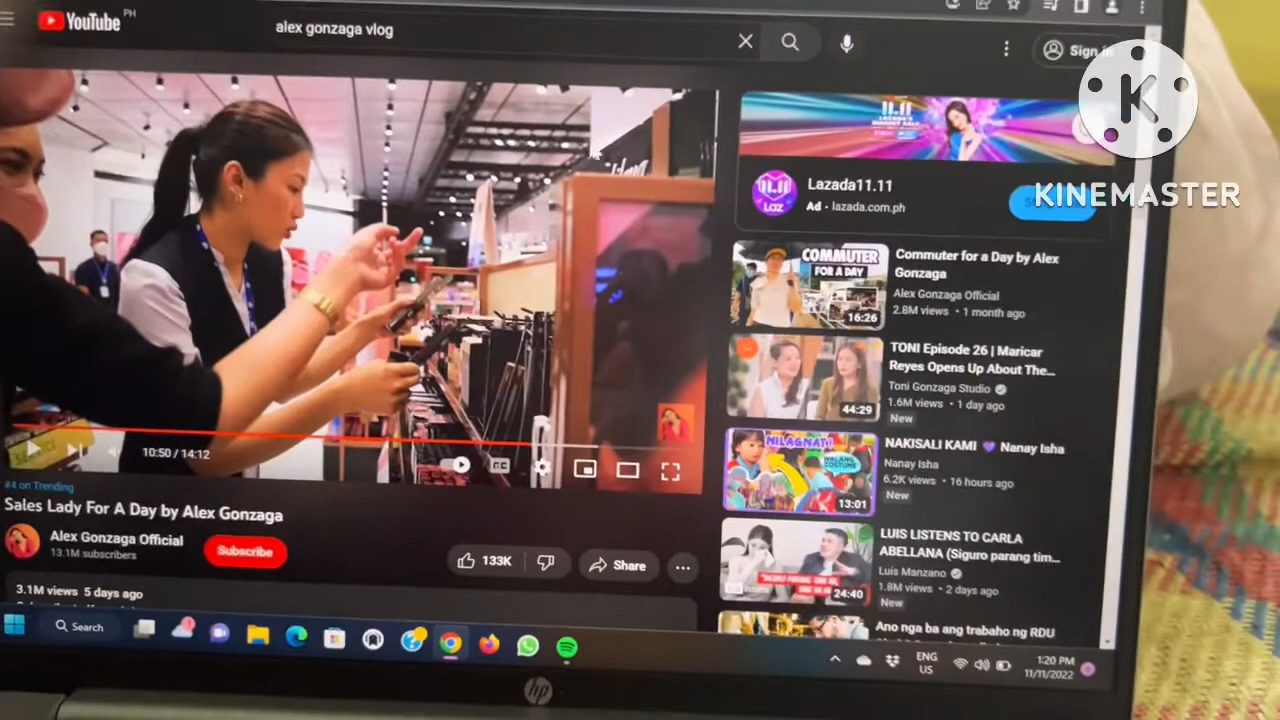 YouTube PH
alex gonzaga vlog
Sign in
K
KINEMASTER
11.11
Lazada11.11
Ad · lazada.com.ph
COMMUTER
FOR A DAY
16:26
Commuter for a Day by Alex
Gonzaga
Alex Gonzaga Official
2.8M views • 1 month ago
44:29
TONI Episode 26 | Maricar
Reyes Opens Up About The...
Toni Gonzaga Studio
1.6M views • 1 day ago
New
NILAGNAT!
WALANG
COSTUME
13:01
NAKISALI KAMI 💜 Nanay Isha
Nanay Isha
6.2K views • 16 hours ago
New
24:40
LUIS LISTENS TO CARLA
ABELLANA (Siguro parang tim...
Luis Manzano
1.8M views • 2 days ago
New
Ano nga ba ang trabaho ng RDU
10:50 / 14:12
CC
#4 on Trending
Sales Lady For A Day by Alex Gonzaga
Alex Gonzaga Official
13.1M subscribers
Subscribe
133K
Share
3.1M views 5 days ago
Search
ENG
US
1:20 PM
11/11/2022
hp